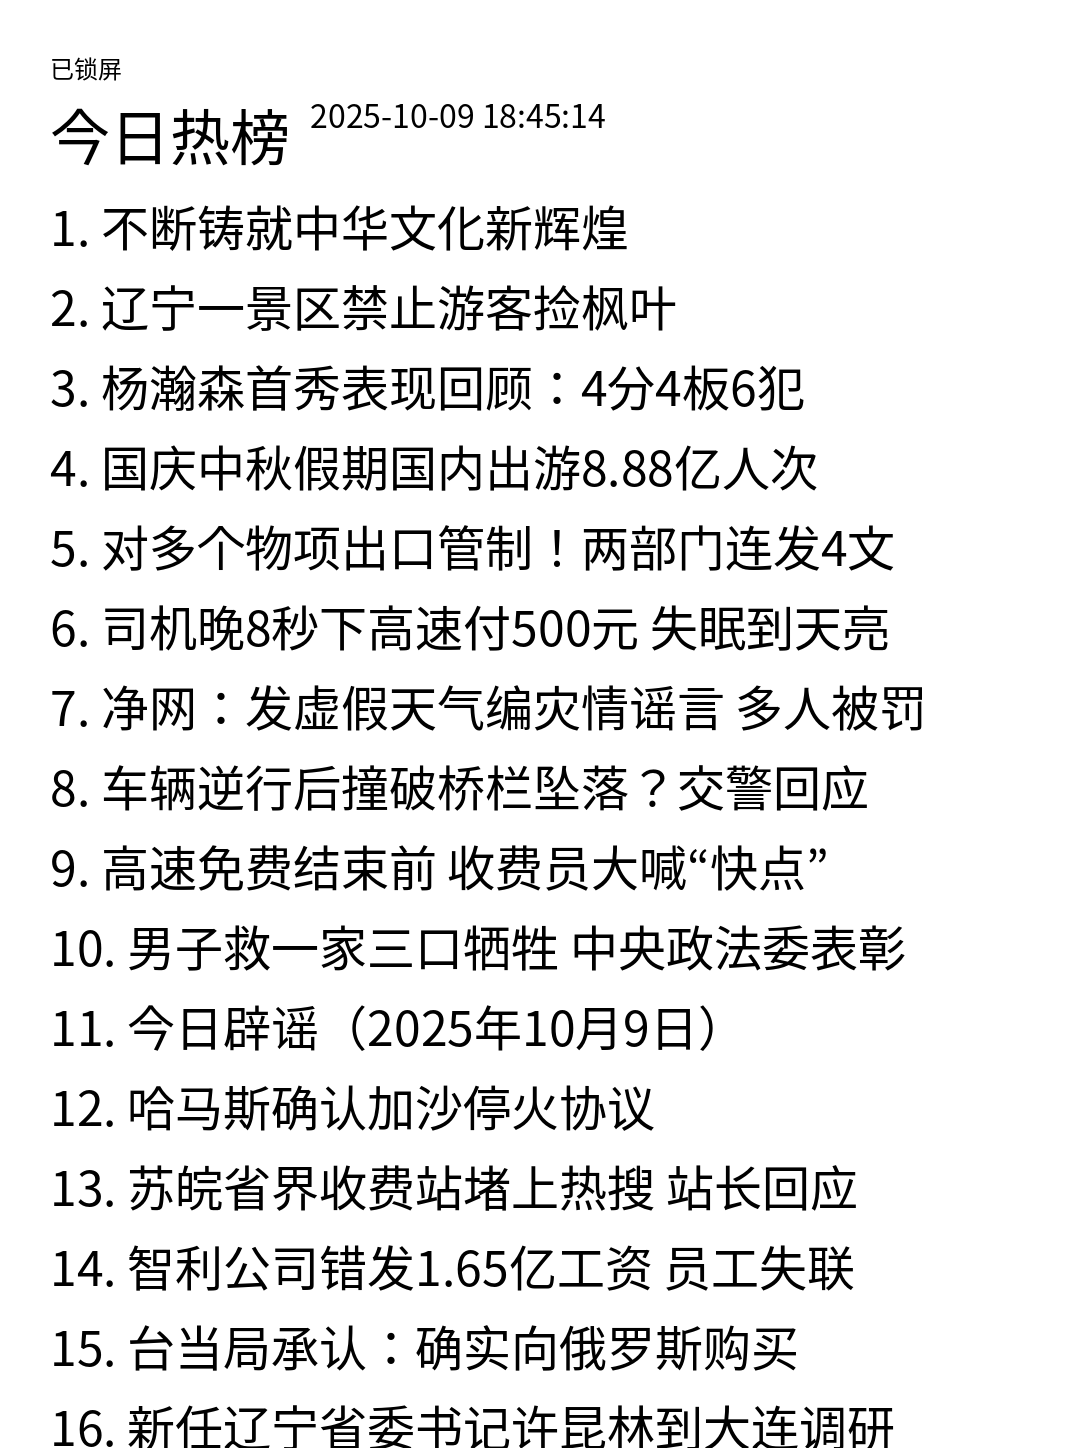 已锁屏
今日热榜 2025-10-09 18:45:14
1. 不断铸就中华文化新辉煌
2. 辽宁一景区禁止游客捡枫叶
3. 杨瀚森首秀表现回顾：4分4板6犯
4. 国庆中秋假期国内出游8.88亿人次
5. 对多个物项出口管制！两部门连发4文
6. 司机晚8秒下高速付500元 失眠到天亮
7. 净网：发虚假天气编灾情谣言 多人被罚
8. 车辆逆行后撞破桥栏坠落？交警回应
9. 高速免费结束前 收费员大喊“快点”
10. 男子救一家三口牺牲 中央政法委表彰
11. 今日辟谣（2025年10月9日）
12. 哈马斯确认加沙停火协议
13. 苏皖省界收费站堵上热搜 站长回应
14. 智利公司错发1.65亿工资 员工失联
15. 台当局承认：确实向俄罗斯购买
16. 新任辽宁省委书记许昆林到大连调研